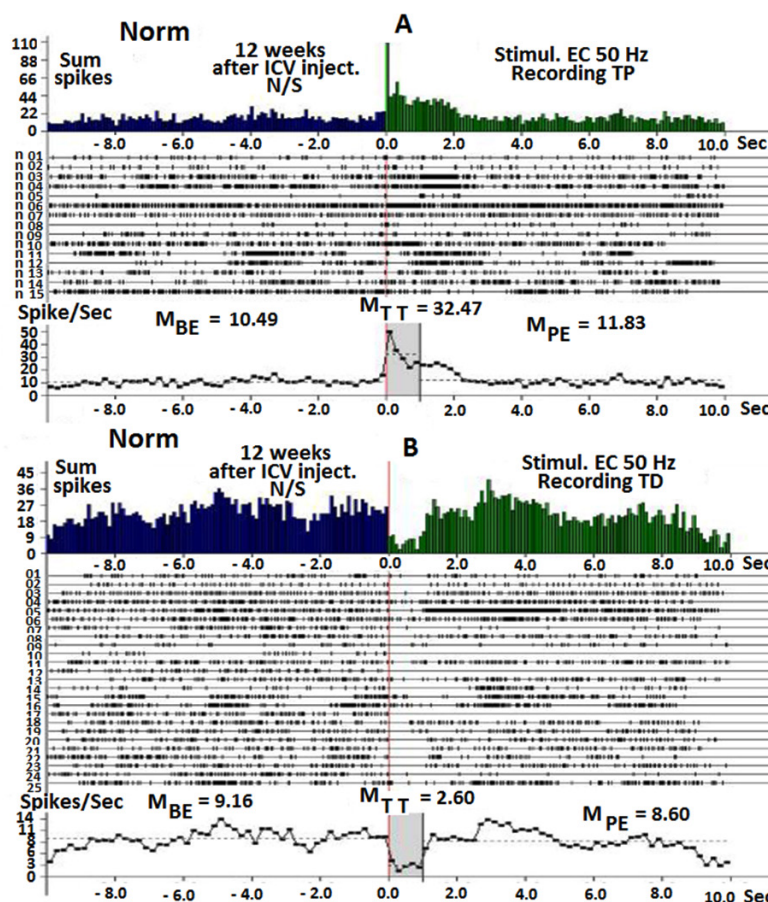 Norm
A
Sum
spikes
12 weeks
after ICV inject.
N/S
Stimul. EC 50 Hz
Recording TP
110
88
66
44
22
0
- 8.0 - 6.0 - 4.0 - 2.0 0.0 2.0 4.0 6.0 8.0 10.0 Sec
n 01
n 02
n 03
n 04
n 05
n 06
n 07
n 08
n 09
n 10
n 11
n 12
n 13
n 14
n 15
Spike/Sec
MBE = 10.49
MTT = 32.47
MPE = 11.83
50
40
30
20
10
0
- 8.0 - 6.0 - 4.0 - 2.0 0.0 2.0 4.0 6.0 8.0 10.0 Sec
Norm
B
Sum
spikes
12 weeks
after ICV inject.
N/S
Stimul. EC 50 Hz
Recording TD
45
36
27
18
9
0
- 8.0 - 6.0 - 4.0 - 2.0 0.0 2.0 4.0 6.0 8.0 10.0 Sec
01
02
03
04
05
06
07
08
09
10
11
12
13
14
15
16
17
18
19
20
21
22
23
24
25
Spikes/Sec
MBE = 9.16
MTT = 2.60
MPE = 8.60
14
11
8
6
3
0
- 8.0 - 6.0 - 4.0 - 2.0 0.0 2.0 4.0 6.0 8.0 10.0 Sec